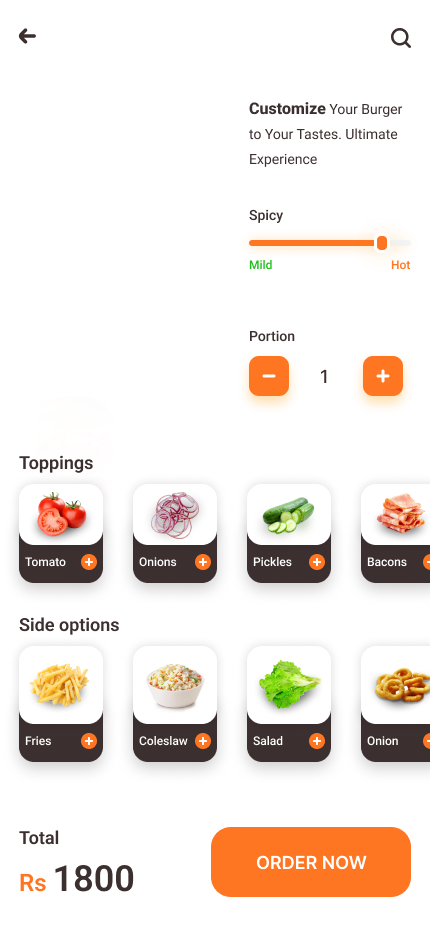 Customize Your Burger
to Your Tastes. Ultimate
Experience
Spicy
Mild Hot
Portion
1
Toppings
Tomato Onions Pickles Bacons
Side options
Fries Coleslaw Salad Onion
Total
Rs 1800
ORDER NOW